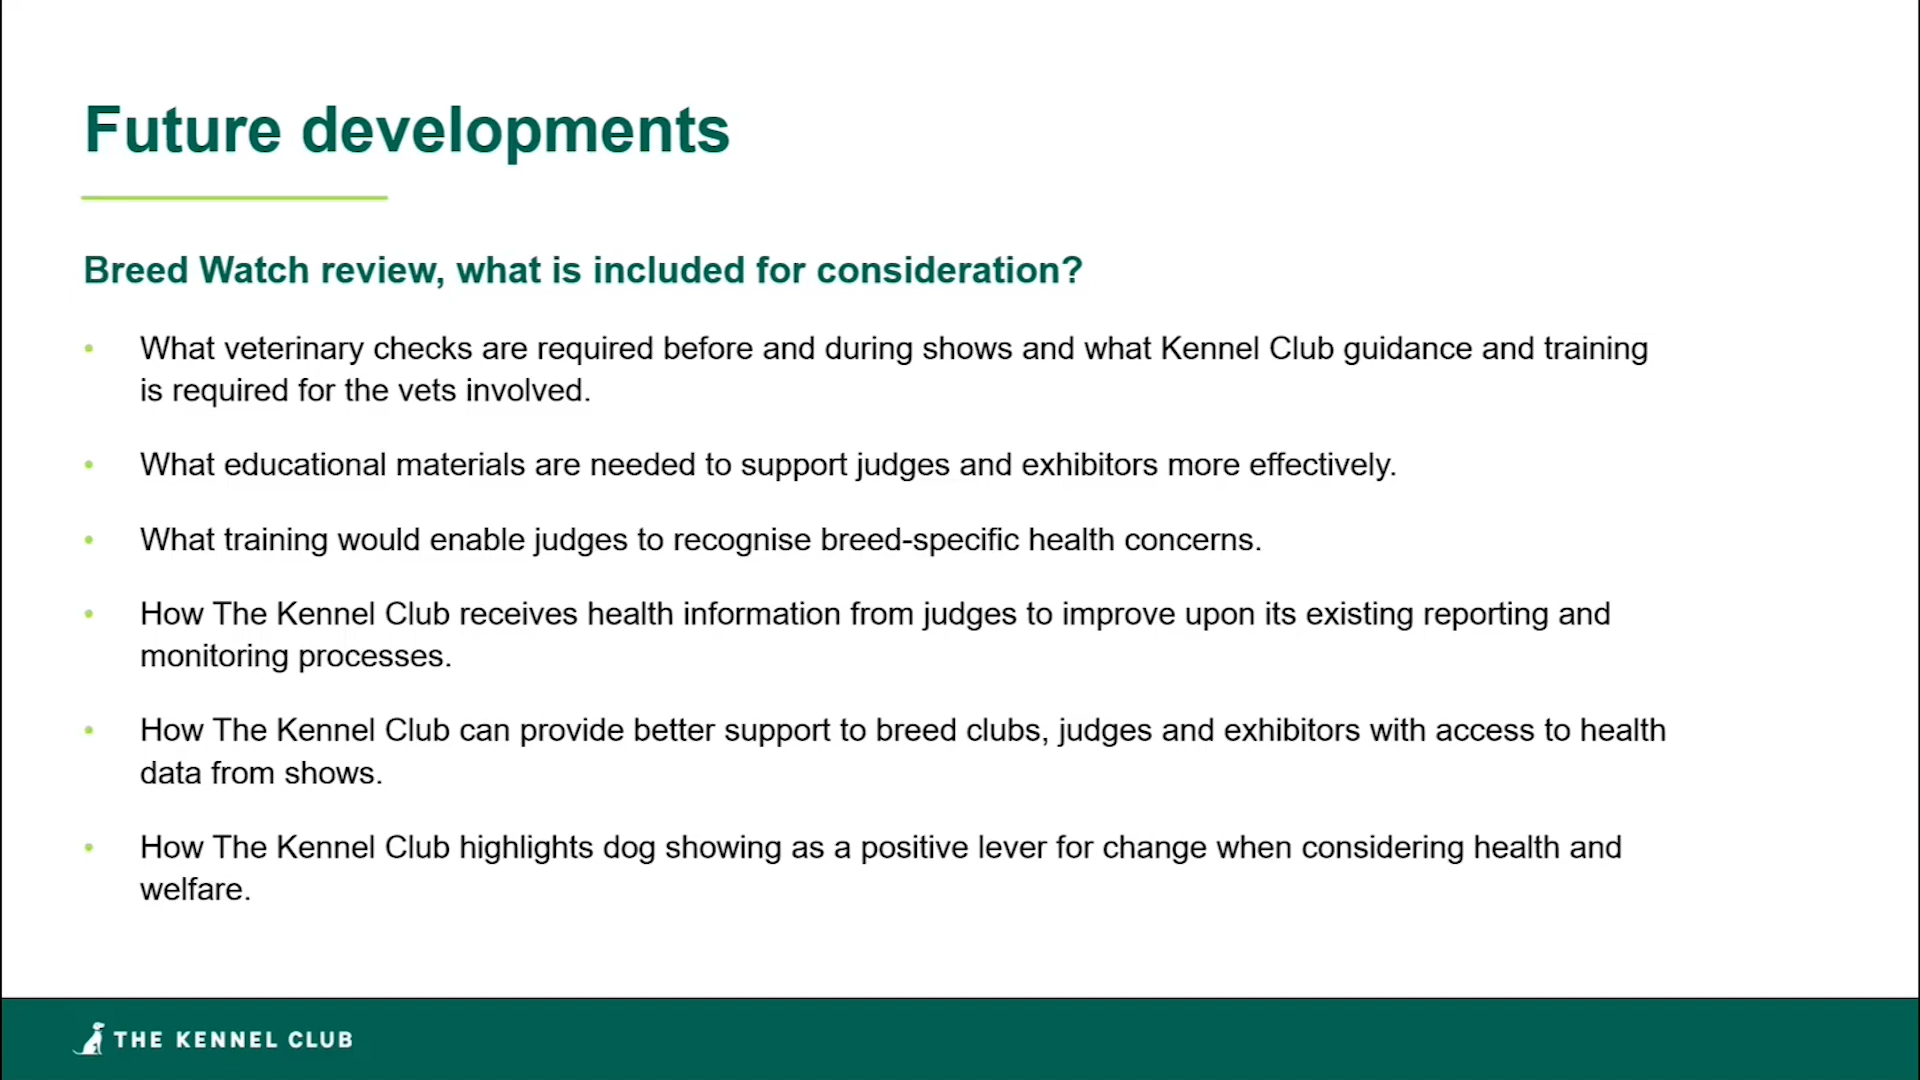 Future developments
Breed Watch review, what is included for consideration?
• What veterinary checks are required before and during shows and what Kennel Club guidance and training
is required for the vets involved.
• What educational materials are needed to support judges and exhibitors more effectively.
• What training would enable judges to recognise breed-specific health concerns.
• How The Kennel Club receives health information from judges to improve upon its existing reporting and
monitoring processes.
• How The Kennel Club can provide better support to breed clubs, judges and exhibitors with access to health
data from shows.
• How The Kennel Club highlights dog showing as a positive lever for change when considering health and
welfare.
THE KENNEL CLUB